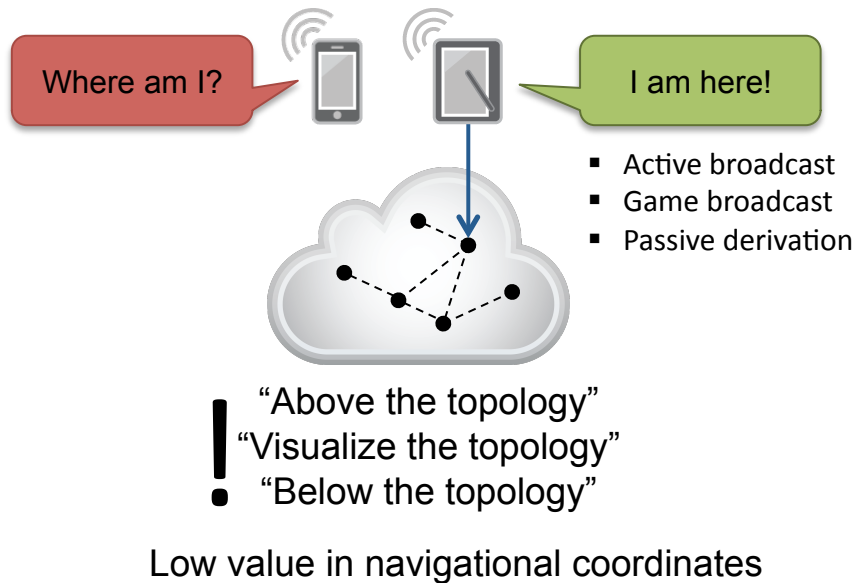 Where am I?
I am here!
▪ Active broadcast
▪ Game broadcast
▪ Passive derivation
!
“Above the topology”
“Visualize the topology”
“Below the topology”
Low value in navigational coordinates